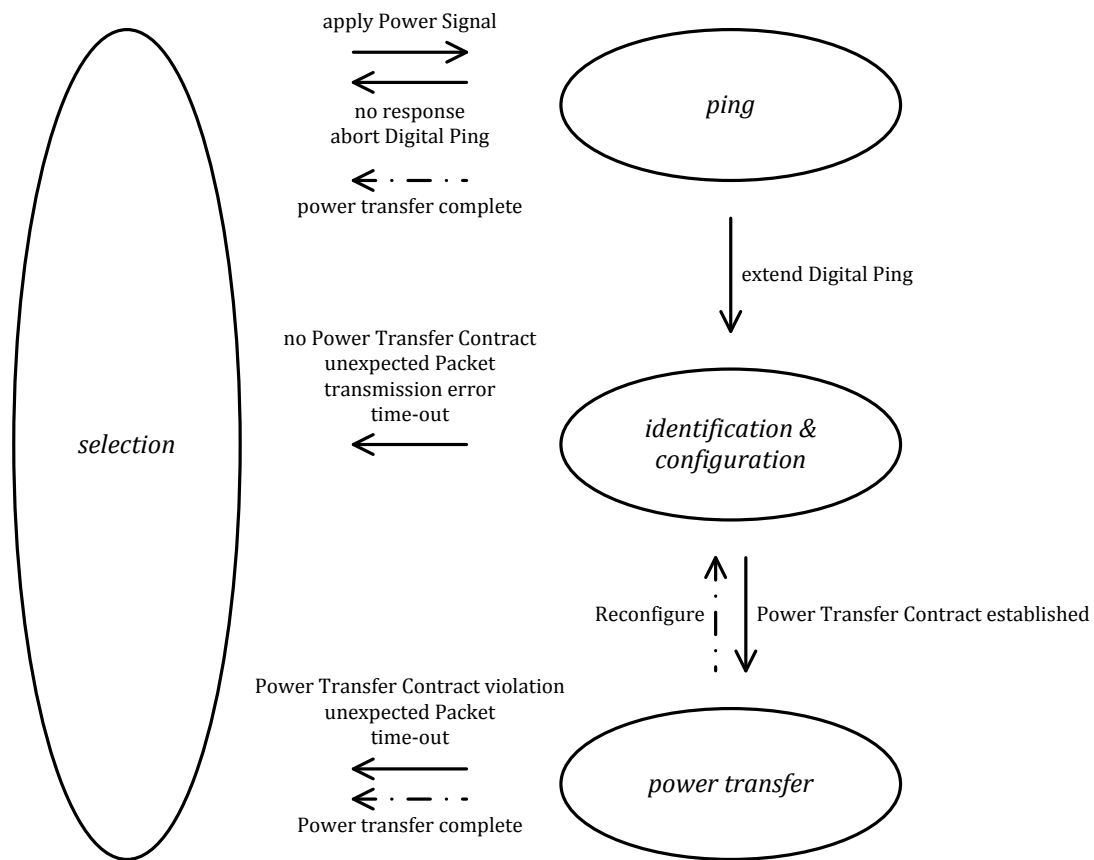 apply Power Signal
ping
no response
abort Digital Ping
power transfer complete
extend Digital Ping
no Power Transfer Contract
unexpected Packet
transmission error
time-out
selection
identification &
configuration
Reconfigure
Power Transfer Contract established
Power Transfer Contract violation
unexpected Packet
time-out
power transfer
Power transfer complete